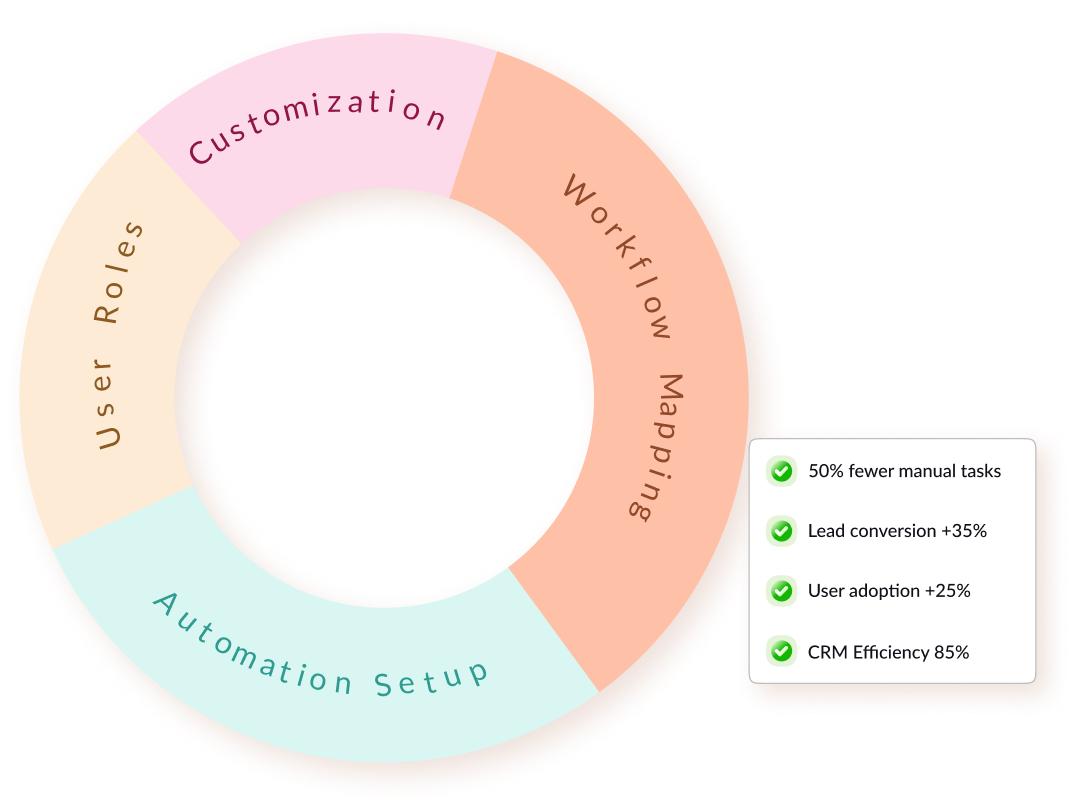 Customization
Workflow Mapping
User Roles
Automation Setup
50% fewer manual tasks
Lead conversion +35%
User adoption +25%
CRM Efficiency 85%